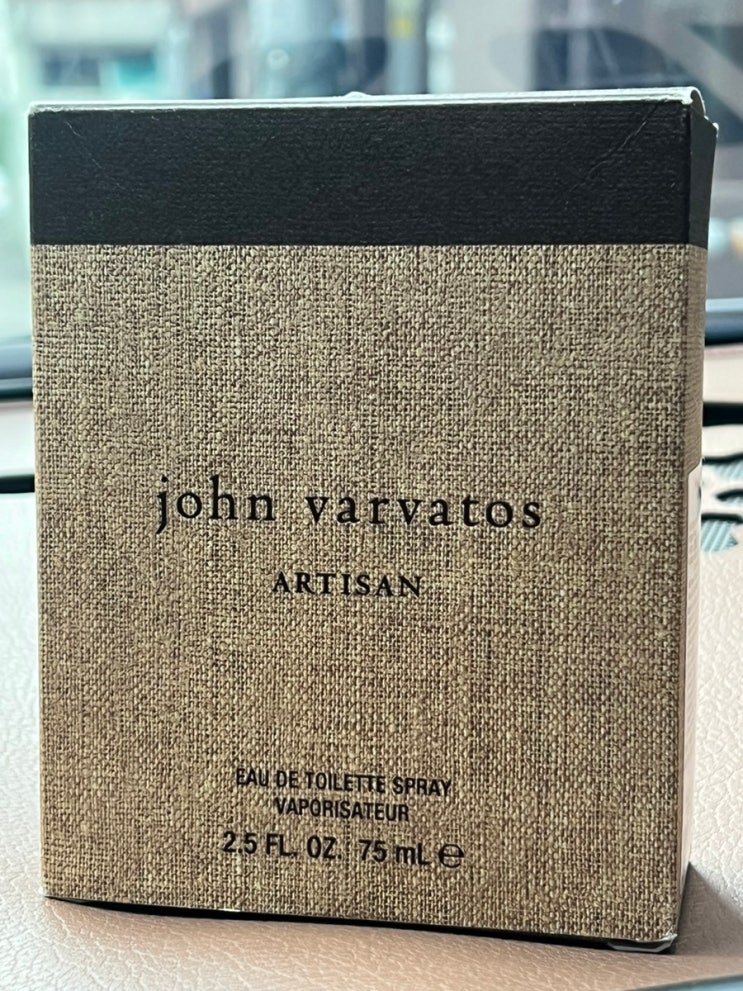 john varvatos
ARTISAN
EAU DE TOILETTE SPRAY
VAPORISATEUR
2.5 FL. OZ. 75 mL ℮